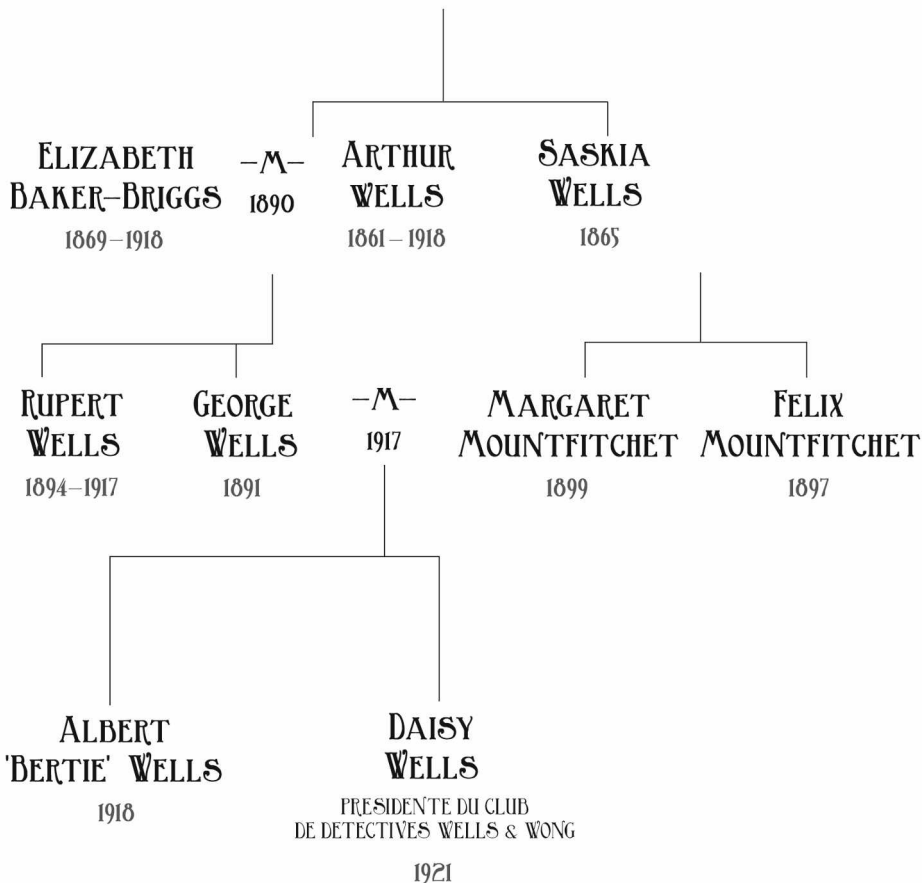 ELIZABETH
BAKER–BRIGGS
1869–1918
–M–
1890
ARTHUR
WELLS
1861–1918
SASKIA
WELLS
1865
RUPERT
WELLS
1894–1917
GEORGE
WELLS
1891
–M–
1917
MARGARET
MOUNTFITCHET
1899
FELIX
MOUNTFITCHET
1897
ALBERT
'BERTIE' WELLS
1918
DAISY
WELLS
PRESIDENTE DU CLUB
DE DETECTIVES WELLS & WONG
1921